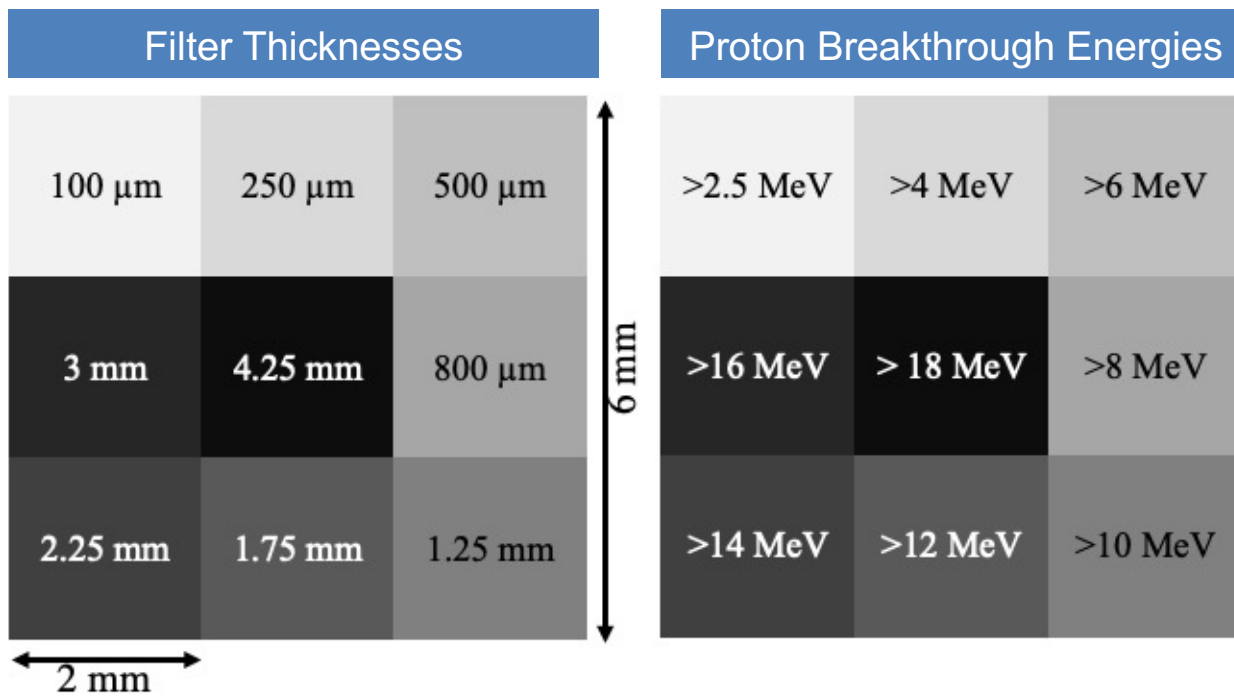 Filter Thicknesses
Proton Breakthrough Energies
100 µm
250 µm
500 µm
3 mm
4.25 mm
800 µm
2.25 mm
1.75 mm
1.25 mm
2 mm
6 mm
>2.5 MeV
>4 MeV
>6 MeV
>16 MeV
> 18 MeV
>8 MeV
>14 MeV
>12 MeV
>10 MeV